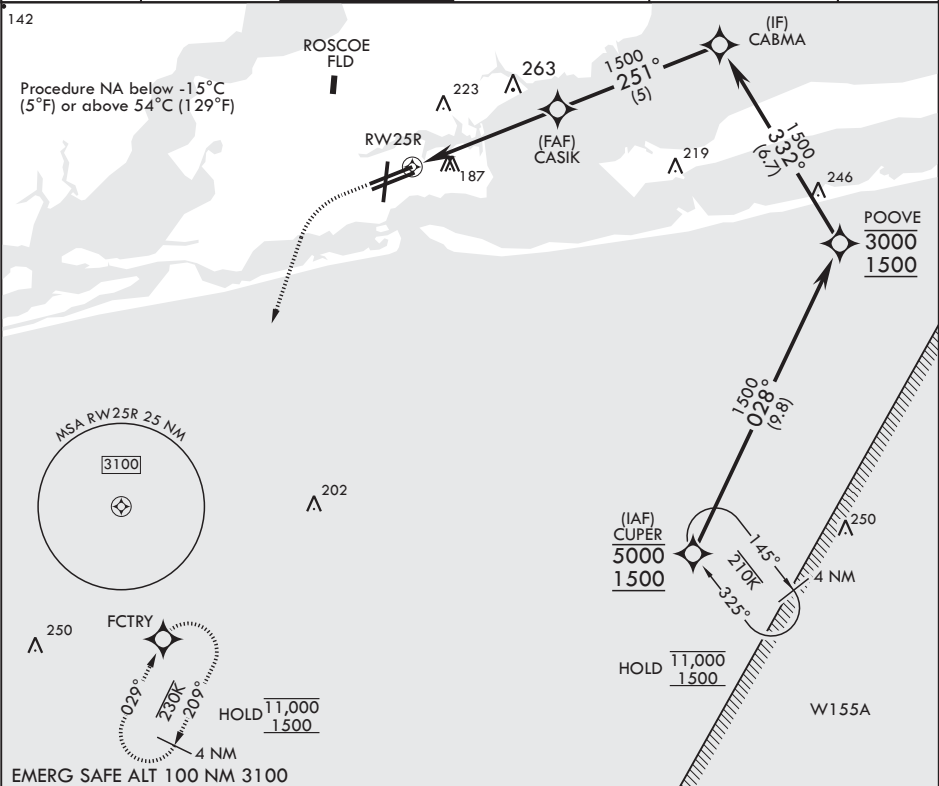 142
ROSCOE
FLD
Procedure NA below -15°C
(5°F) or above 54°C (129°F)
(IF)
CABMA
1500
251°
(5)
263
223
RW25R
(FAF)
CASIK
187
219
1500
332°
(6.7)
246
POOVE
3000
1500
1500
028°
(9.8)
MSA RW25R 25 NM
3100
202
(IAF)
CUPER
5000
1500
145°
210K
325°
4 NM
250
HOLD
11,000
1500
W155A
250
FCTRY
029°
230K
209°
4 NM
HOLD
11,000
1500
EMERG SAFE ALT 100 NM 3100